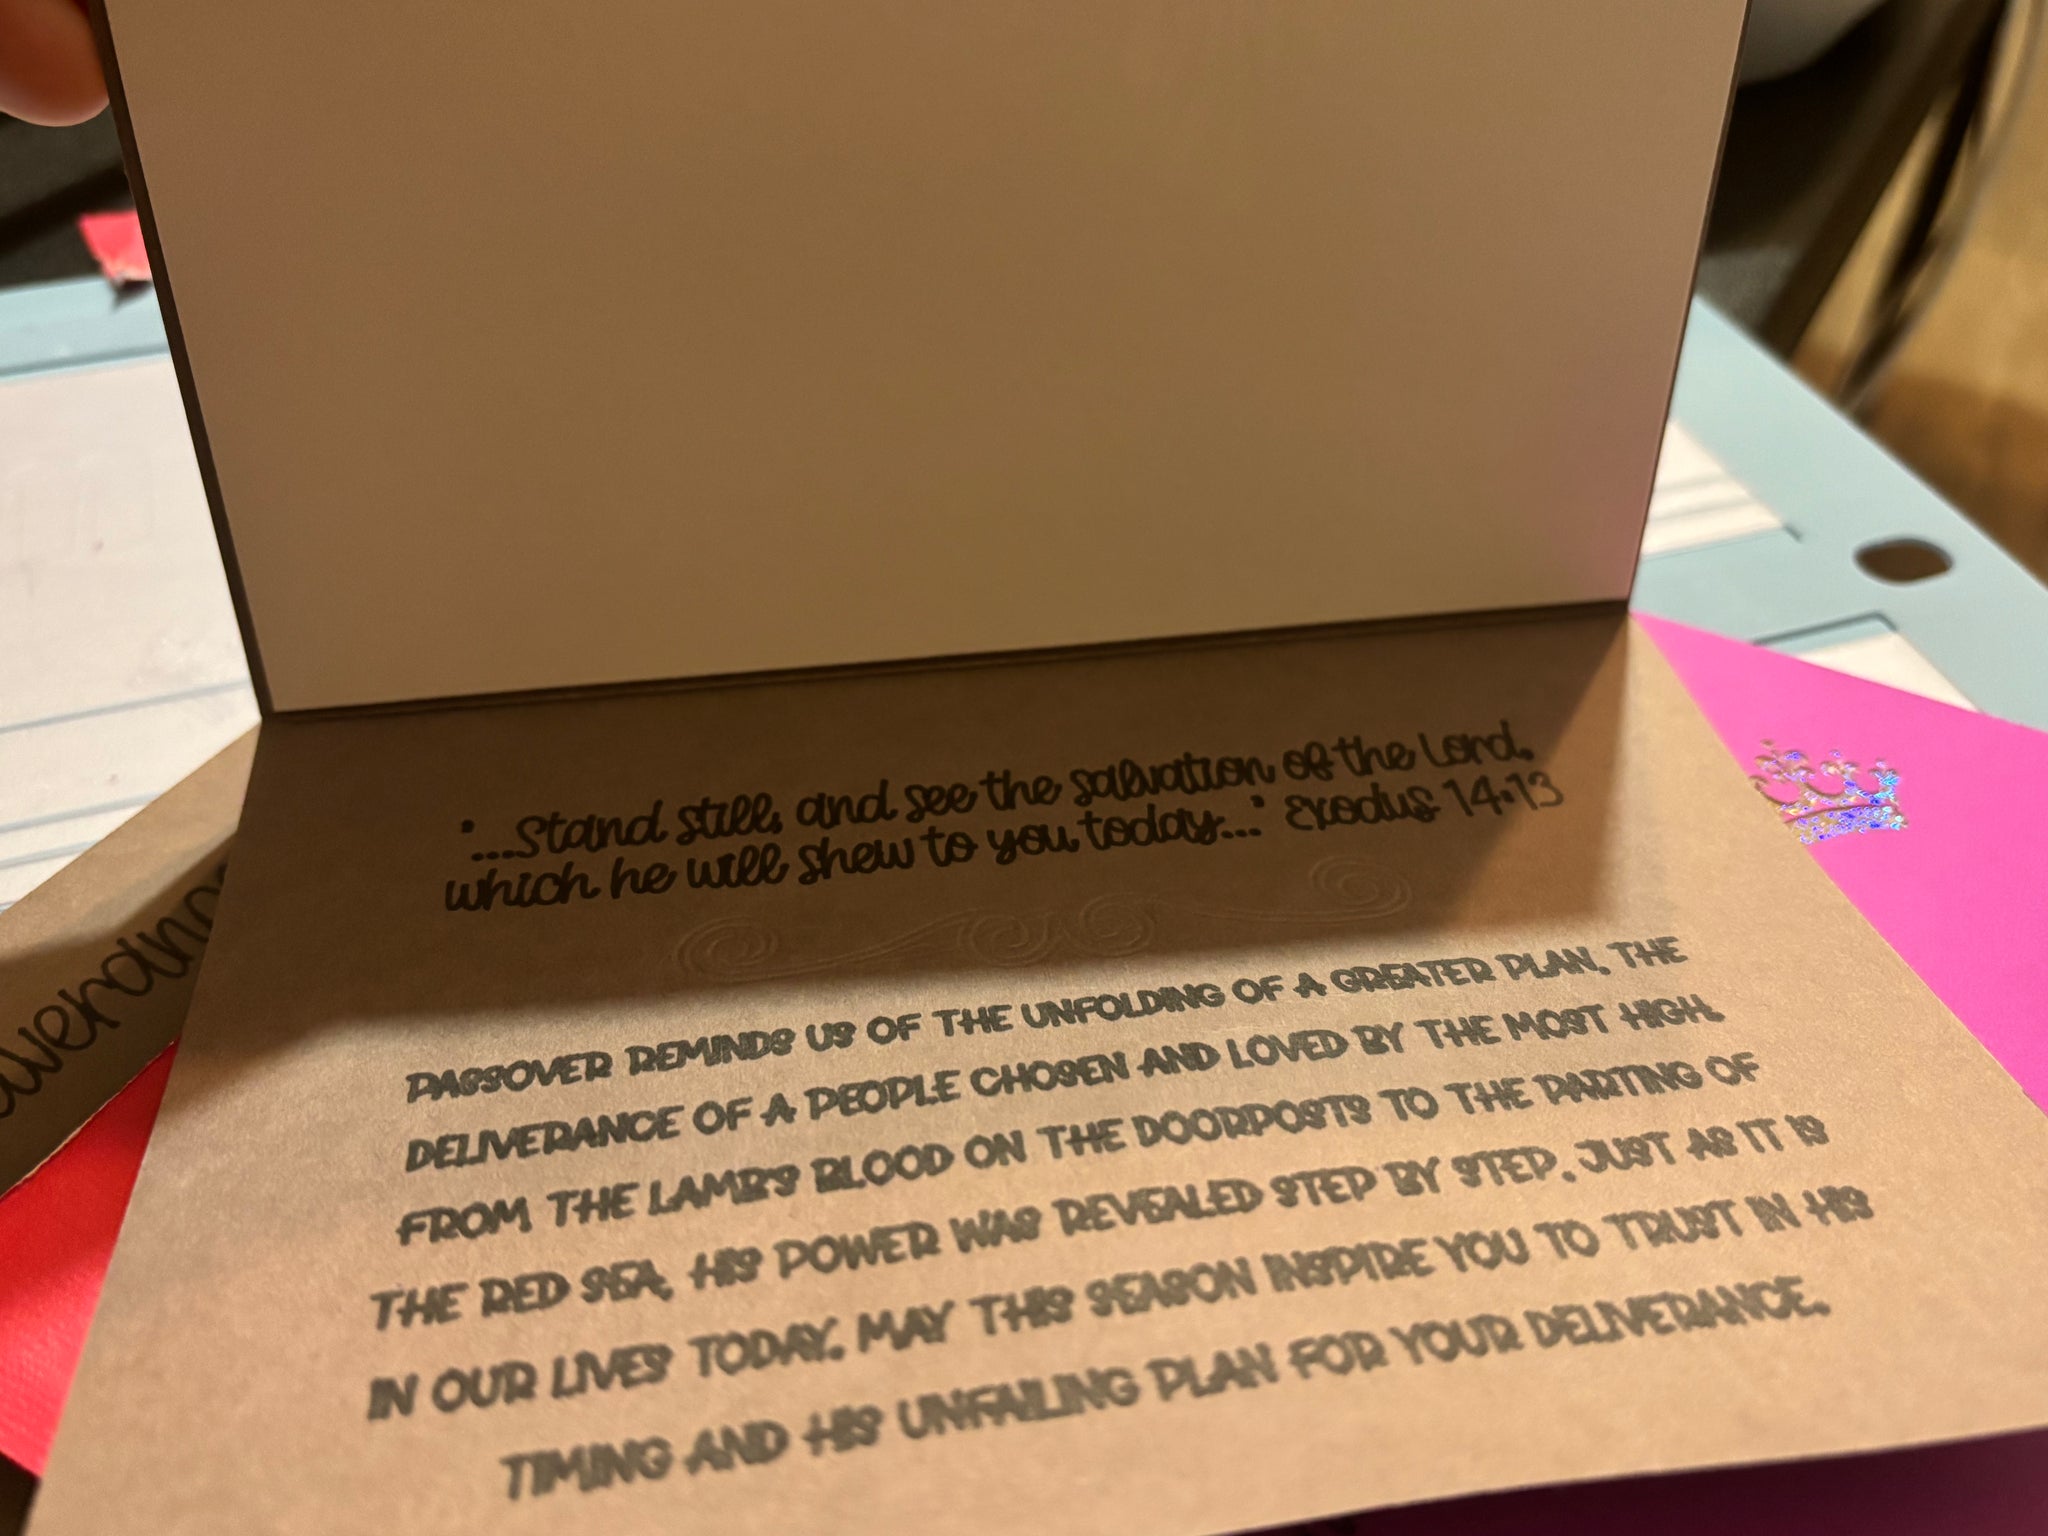 "...Stand still, and see the salvation of the Lord,
which he will shew to you today..." Exodus 14:13
PASSOVER REMINDS US OF THE UNFOLDING OF A GREATER PLAN, THE
DELIVERANCE OF A PEOPLE CHOSEN AND LOVED BY THE MOST HIGH.
FROM THE LAMB'S BLOOD ON THE DOORPOSTS TO THE PARTING OF
THE RED SEA, HIS POWER WAS REVEALED STEP BY STEP, JUST AS IT IS
IN OUR LIVES TODAY. MAY THIS SEASON INSPIRE YOU TO TRUST IN HIS
TIMING AND HIS UNFAILING PLAN FOR YOUR DELIVERANCE.